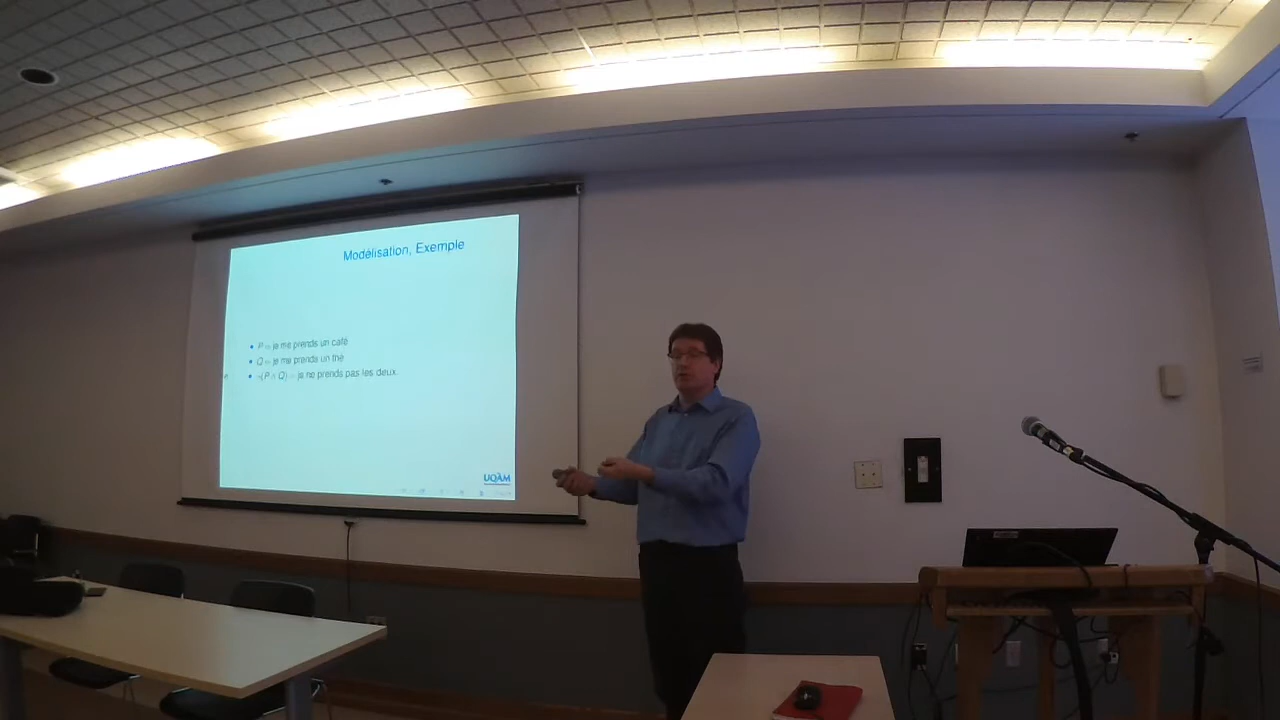 Modélisation, Exemple
• P = je me prends un café
• Q = je me prends un thé
• ¬(P ∧ Q) = je ne prends pas les deux.
UQÀM